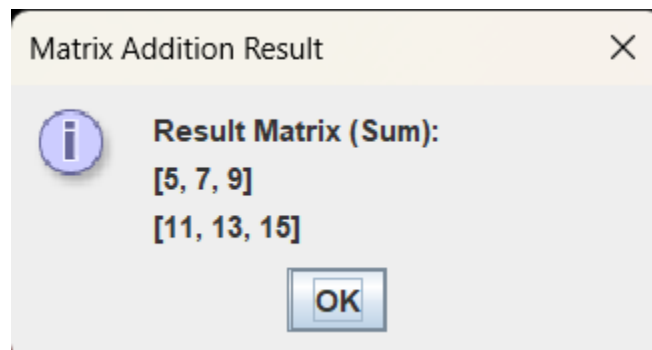 Matrix Addition Result
Result Matrix (Sum):
[5, 7, 9]
[11, 13, 15]
OK